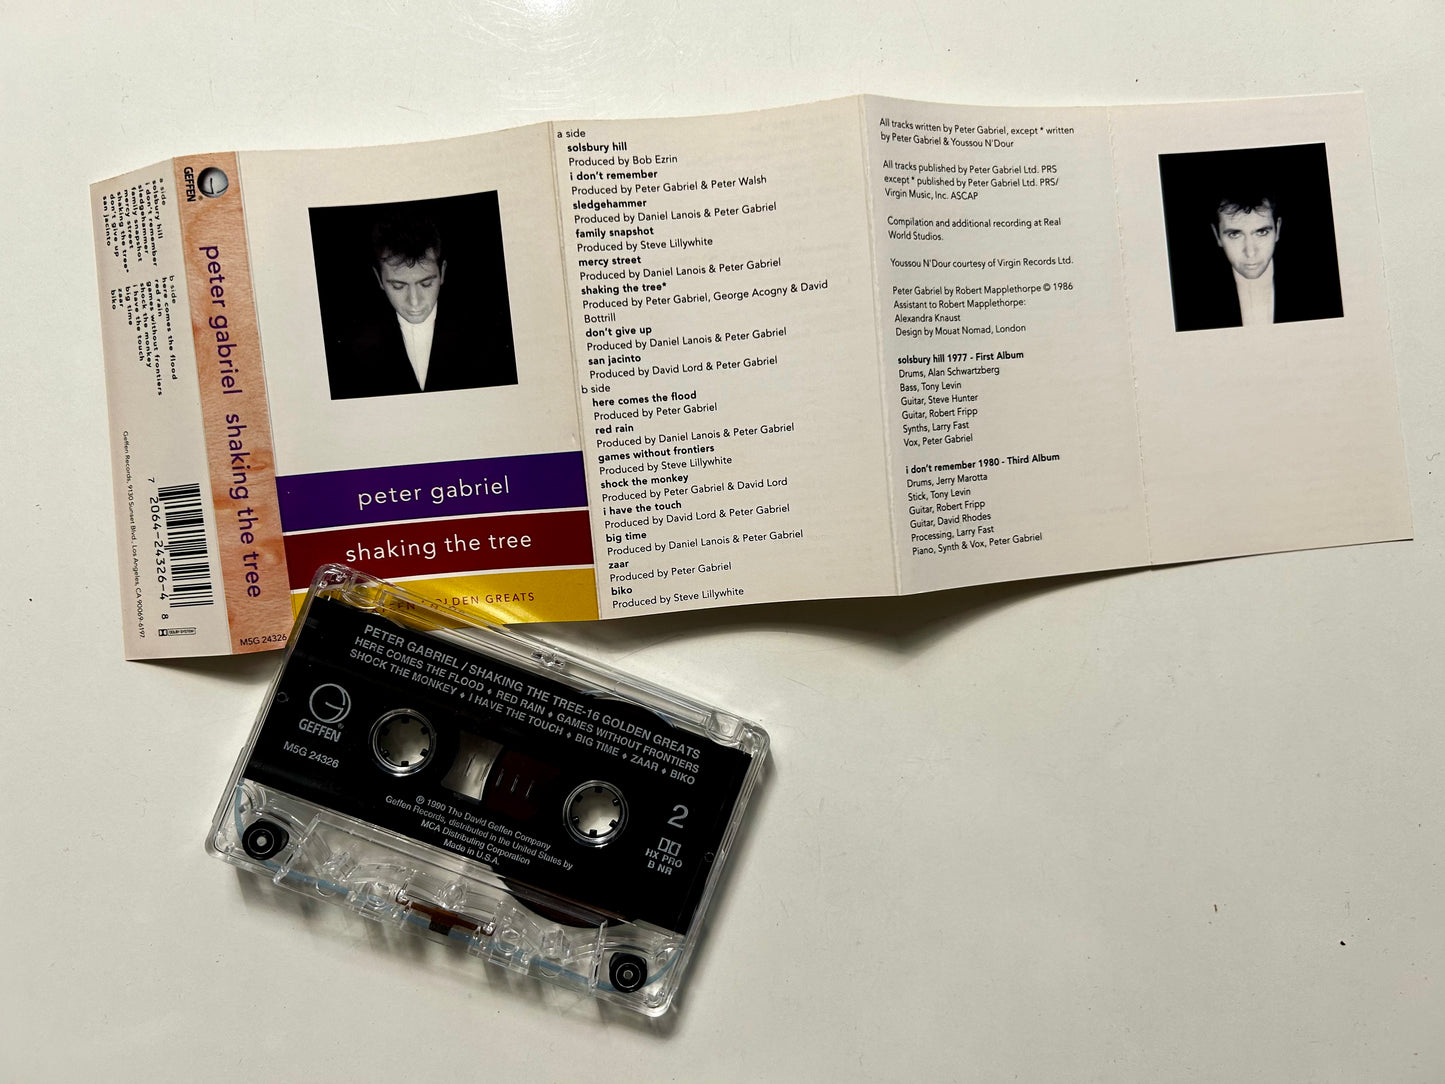 a side
solsbury hill
i don't remember
sledgehammer
family snapshot
mercy street
shaking the tree*
don't give up
san jacinto
b side
here comes the flood
red rain
games without frontiers
shock the monkey
i have the touch
big time
zaar
biko
Geffen Records, 9130 Sunset Blvd., Los Angeles, CA 90069-6197
7 2064-24326-4 8
DOLBY SYSTEM
GEFFEN®
peter gabriel shaking the tree
M5G 24326
peter gabriel
shaking the tree
GOLDEN GREATS
a side
solsbury hill
Produced by Bob Ezrin
i don't remember
Produced by Peter Gabriel & Peter Walsh
sledgehammer
Produced by Daniel Lanois & Peter Gabriel
family snapshot
Produced by Steve Lillywhite
mercy street
Produced by Daniel Lanois & Peter Gabriel
shaking the tree*
Produced by Peter Gabriel, George Acogny & David
Bottrill
don't give up
Produced by Daniel Lanois & Peter Gabriel
san jacinto
Produced by David Lord & Peter Gabriel
b side
here comes the flood
Produced by Peter Gabriel
red rain
Produced by Daniel Lanois & Peter Gabriel
games without frontiers
Produced by Steve Lillywhite
shock the monkey
Produced by Peter Gabriel & David Lord
i have the touch
Produced by David Lord & Peter Gabriel
big time
Produced by Daniel Lanois & Peter Gabriel
zaar
Produced by Peter Gabriel
biko
Produced by Steve Lillywhite
All tracks written by Peter Gabriel, except * written
by Peter Gabriel & Youssou N'Dour
All tracks published by Peter Gabriel Ltd. PRS
except * published by Peter Gabriel Ltd. PRS/
Virgin Music, Inc. ASCAP
Compilation and additional recording at Real
World Studios.
Youssou N'Dour courtesy of Virgin Records Ltd.
Peter Gabriel by Robert Mapplethorpe © 1986
Assistant to Robert Mapplethorpe:
Alexandra Knaust
Design by Mouat Nomad, London
solsbury hill 1977 - First Album
Drums, Alan Schwartzberg
Bass, Tony Levin
Guitar, Steve Hunter
Guitar, Robert Fripp
Synths, Larry Fast
Vox, Peter Gabriel
i don't remember 1980 - Third Album
Drums, Jerry Marotta
Stick, Tony Levin
Guitar, Robert Fripp
Guitar, David Rhodes
Processing, Larry Fast
Piano, Synth & Vox, Peter Gabriel
PETER GABRIEL / SHAKING THE TREE-16 GOLDEN GREATS
HERE COMES THE FLOOD ♦ RED RAIN ♦ GAMES WITHOUT FRONTIERS
SHOCK THE MONKEY ♦ I HAVE THE TOUCH ♦ BIG TIME ♦ ZAAR ♦ BIKO
GEFFEN®
M5G 24326
℗ 1990 The David Geffen Company
Geffen Records, distributed in the United States by
MCA Distributing Corporation
Made in U.S.A.
2
HX PRO
B NR